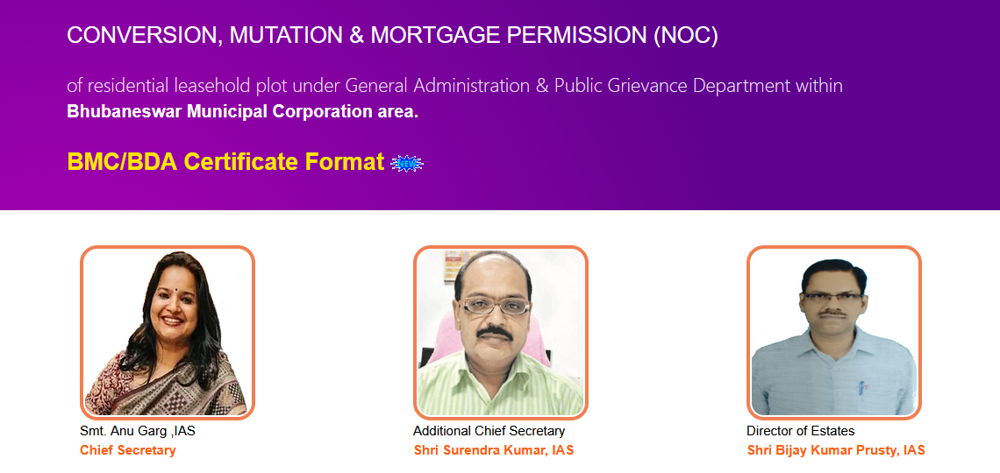 CONVERSION, MUTATION & MORTGAGE PERMISSION (NOC)
of residential leasehold plot under General Administration & Public Grievance Department within
Bhubaneswar Municipal Corporation area.
BMC/BDA Certificate Format NEW
Smt. Anu Garg ,IAS
Chief Secretary
Additional Chief Secretary
Shri Surendra Kumar, IAS
Director of Estates
Shri Bijay Kumar Prusty, IAS